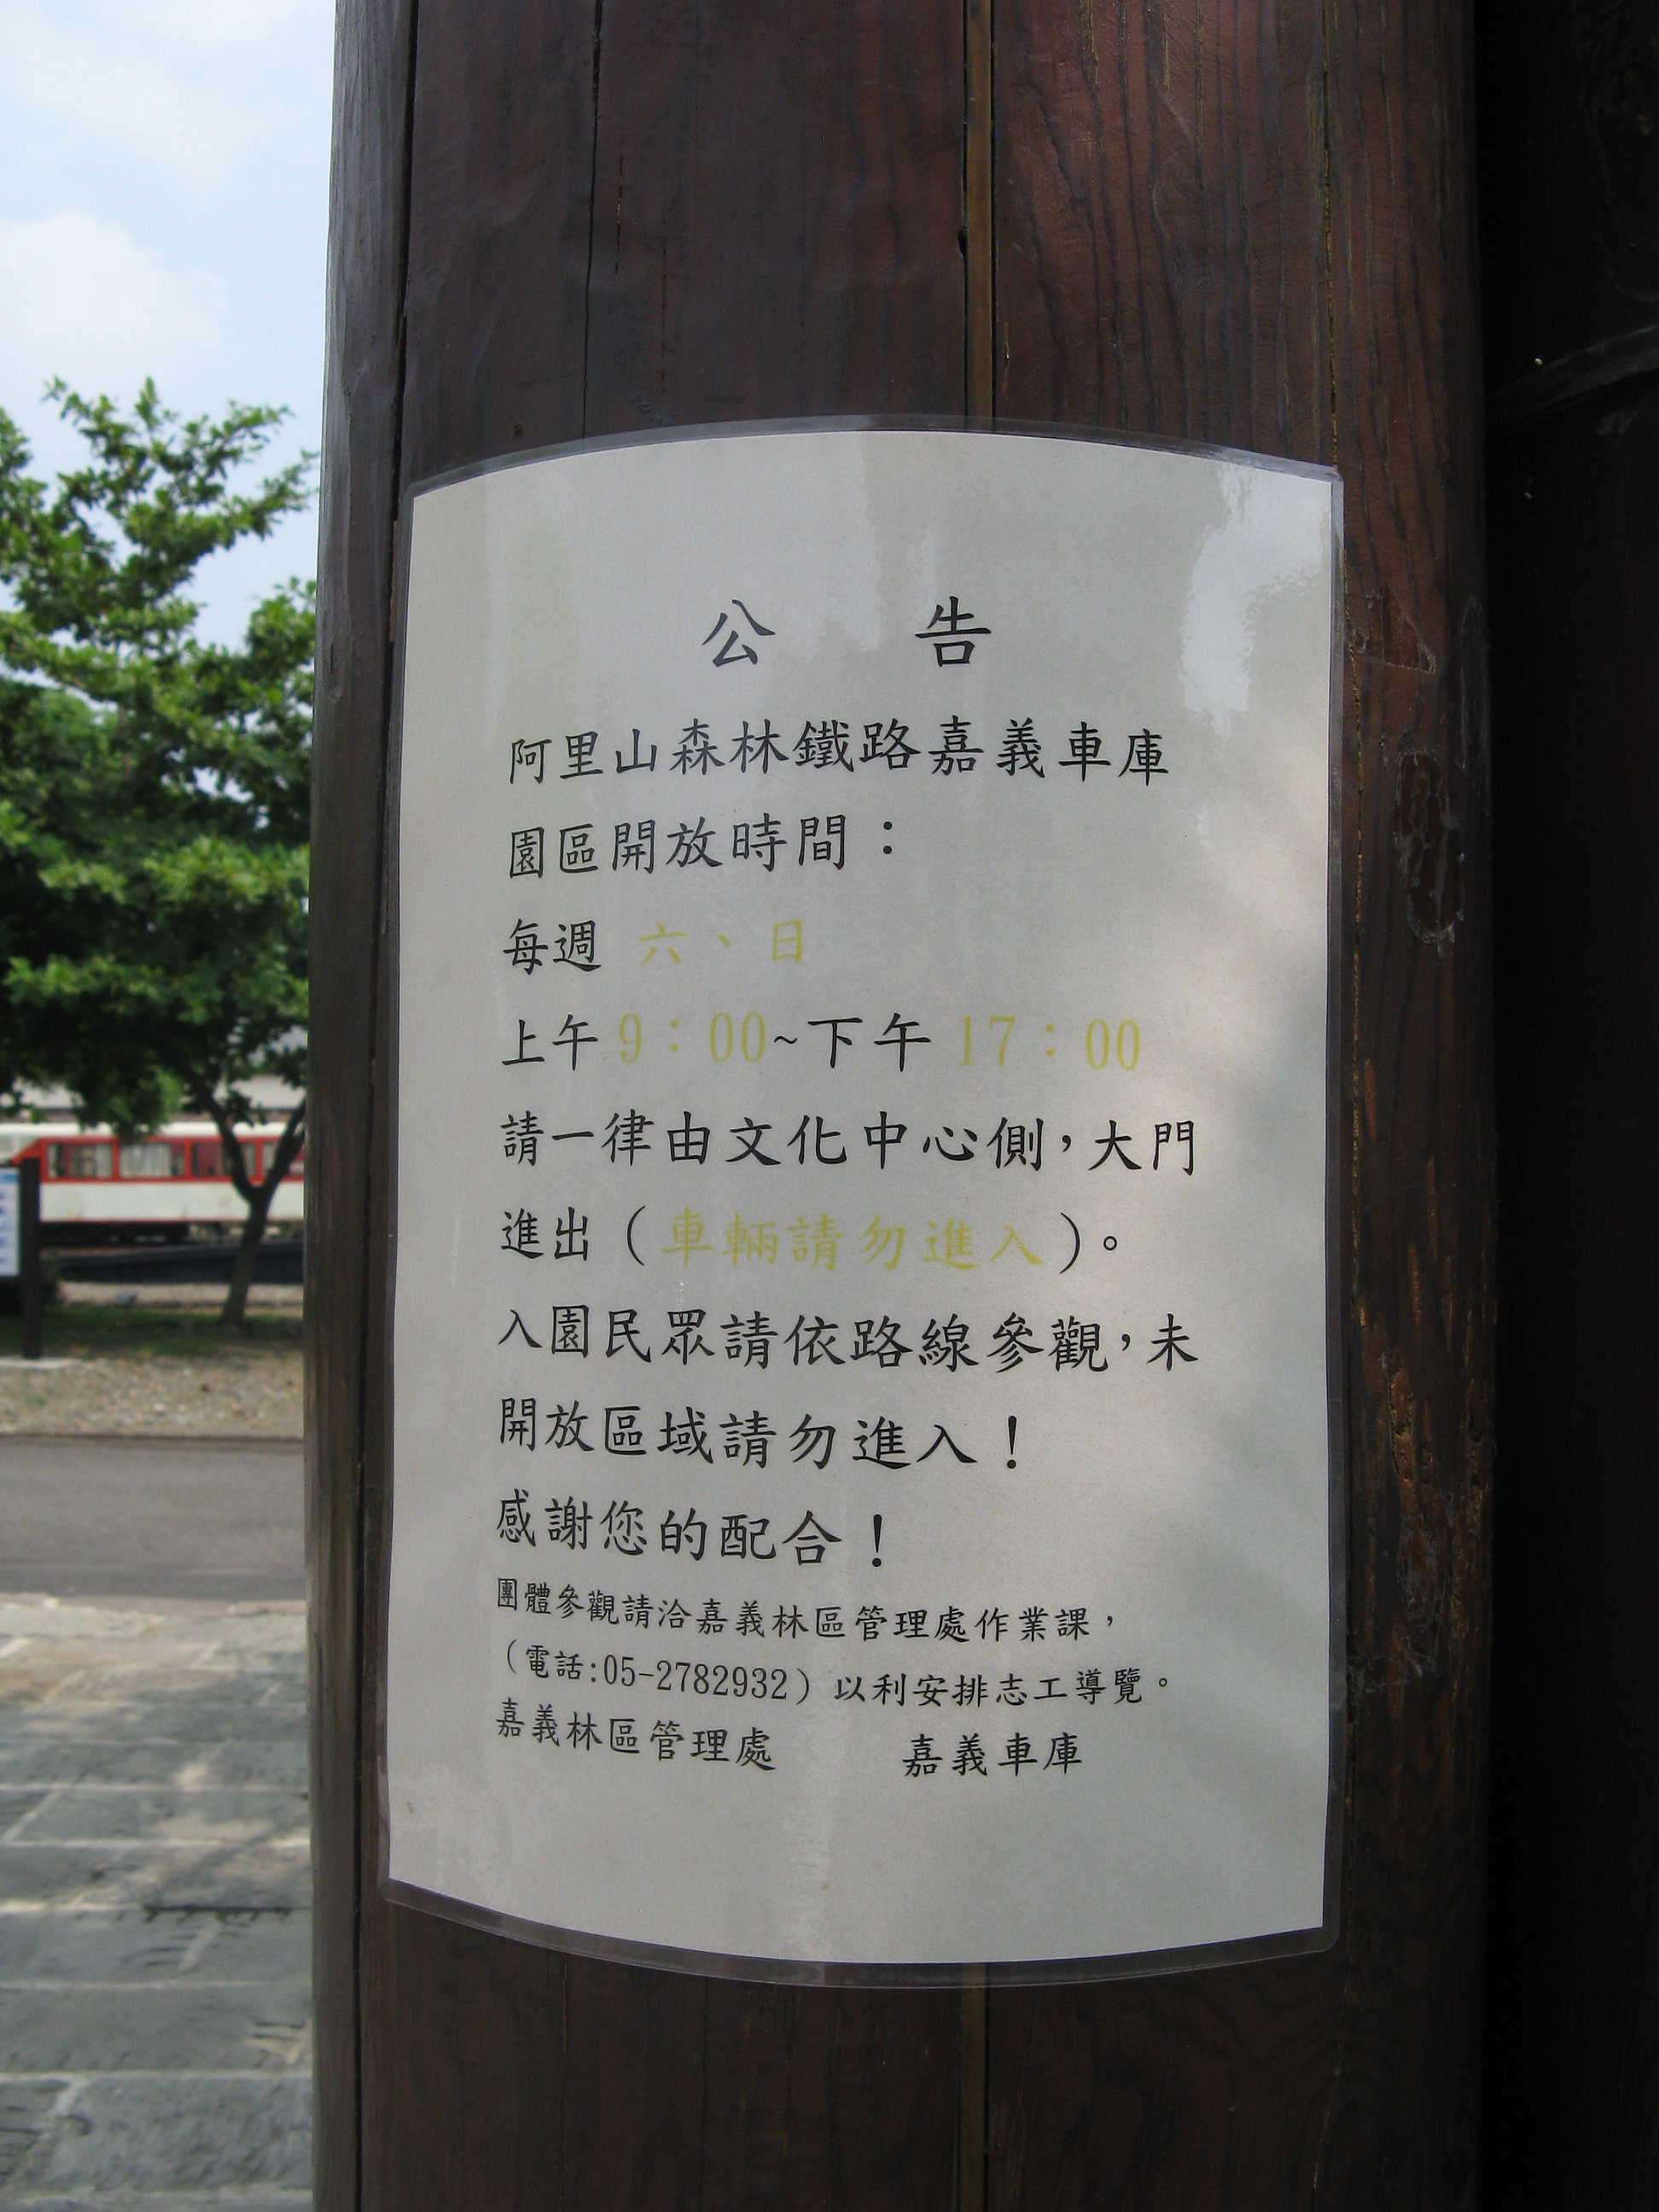 公 告
阿里山森林鐵路嘉義車庫
園區開放時間：
每週 六、日
上午 9：00~下午 17：00
請一律由文化中心側，大門
進出（車輛請勿進入）。
入園民眾請依路線參觀，未
開放區域請勿進入！
感謝您的配合！
團體參觀請洽嘉義林區管理處作業課，
（電話:05-2782932）以利安排志工導覽。
嘉義林區管理處 嘉義車庫